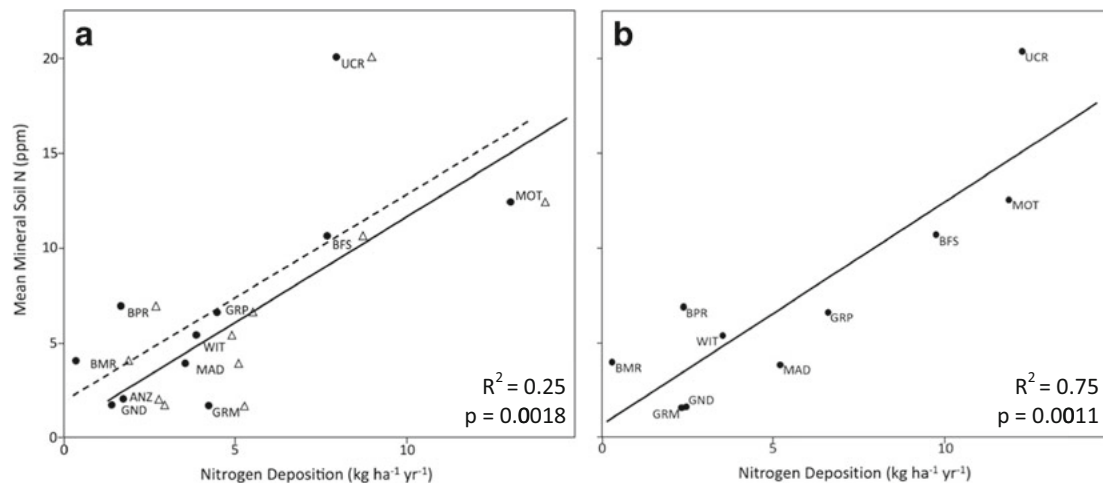 a
b
Mean Mineral Soil N (ppm)
20
15
10
5
0
UCR
MOT
BFS
BPR
GRP
WIT
BMR
MAD
ANZ
GND
GRM
R² = 0.25
p = 0.0018
0
5
10
Nitrogen Deposition (kg ha⁻¹ yr⁻¹)
UCR
MOT
BFS
BPR
GRP
WIT
BMR
MAD
GND
GRM
R² = 0.75
p = 0.0011
0
5
10
Nitrogen Deposition (kg ha⁻¹ yr⁻¹)